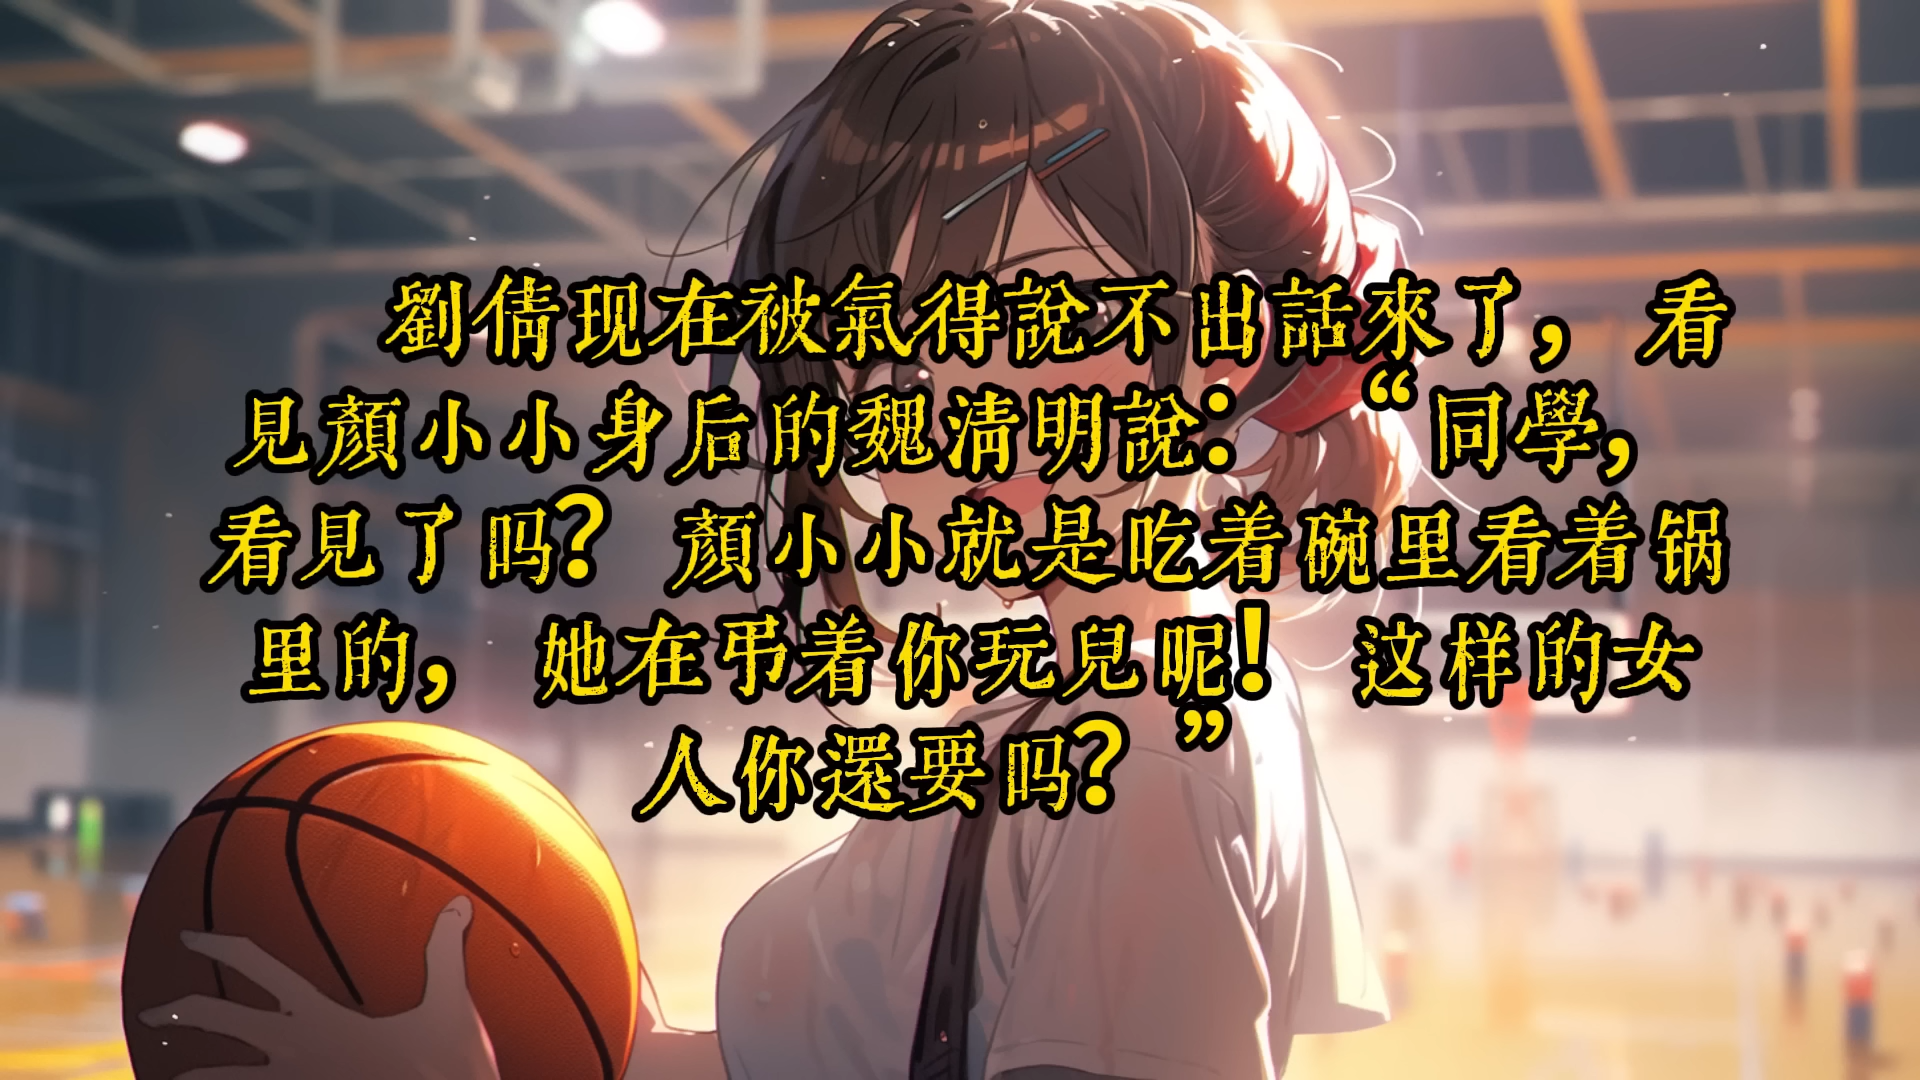 劉倩现在被氣得說不出話來了，看
見顏小小身后的魏清明說：“同學，
看見了吗？顏小小就是吃着碗里看着锅
里的，她在弔着你玩兒呢！这样的女
人你還要吗？”